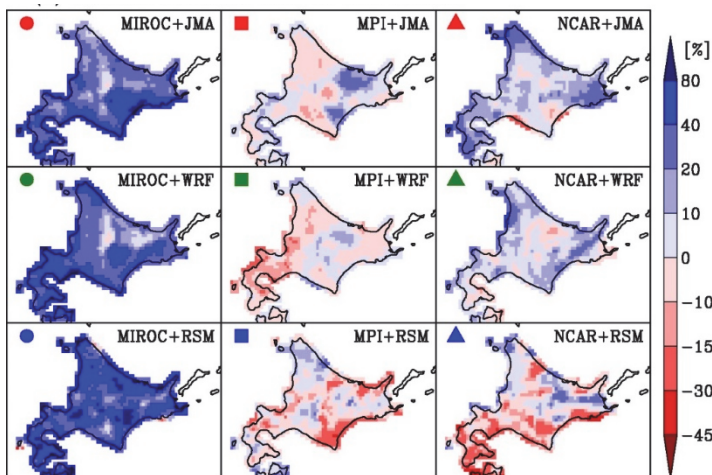 MIROC+JMA
MPI+JMA
NCAR+JMA
[%]
MIROC+WRF
MPI+WRF
NCAR+WRF
MIROC+RSM
MPI+RSM
NCAR+RSM
80
40
20
10
0
-10
-15
-30
-45